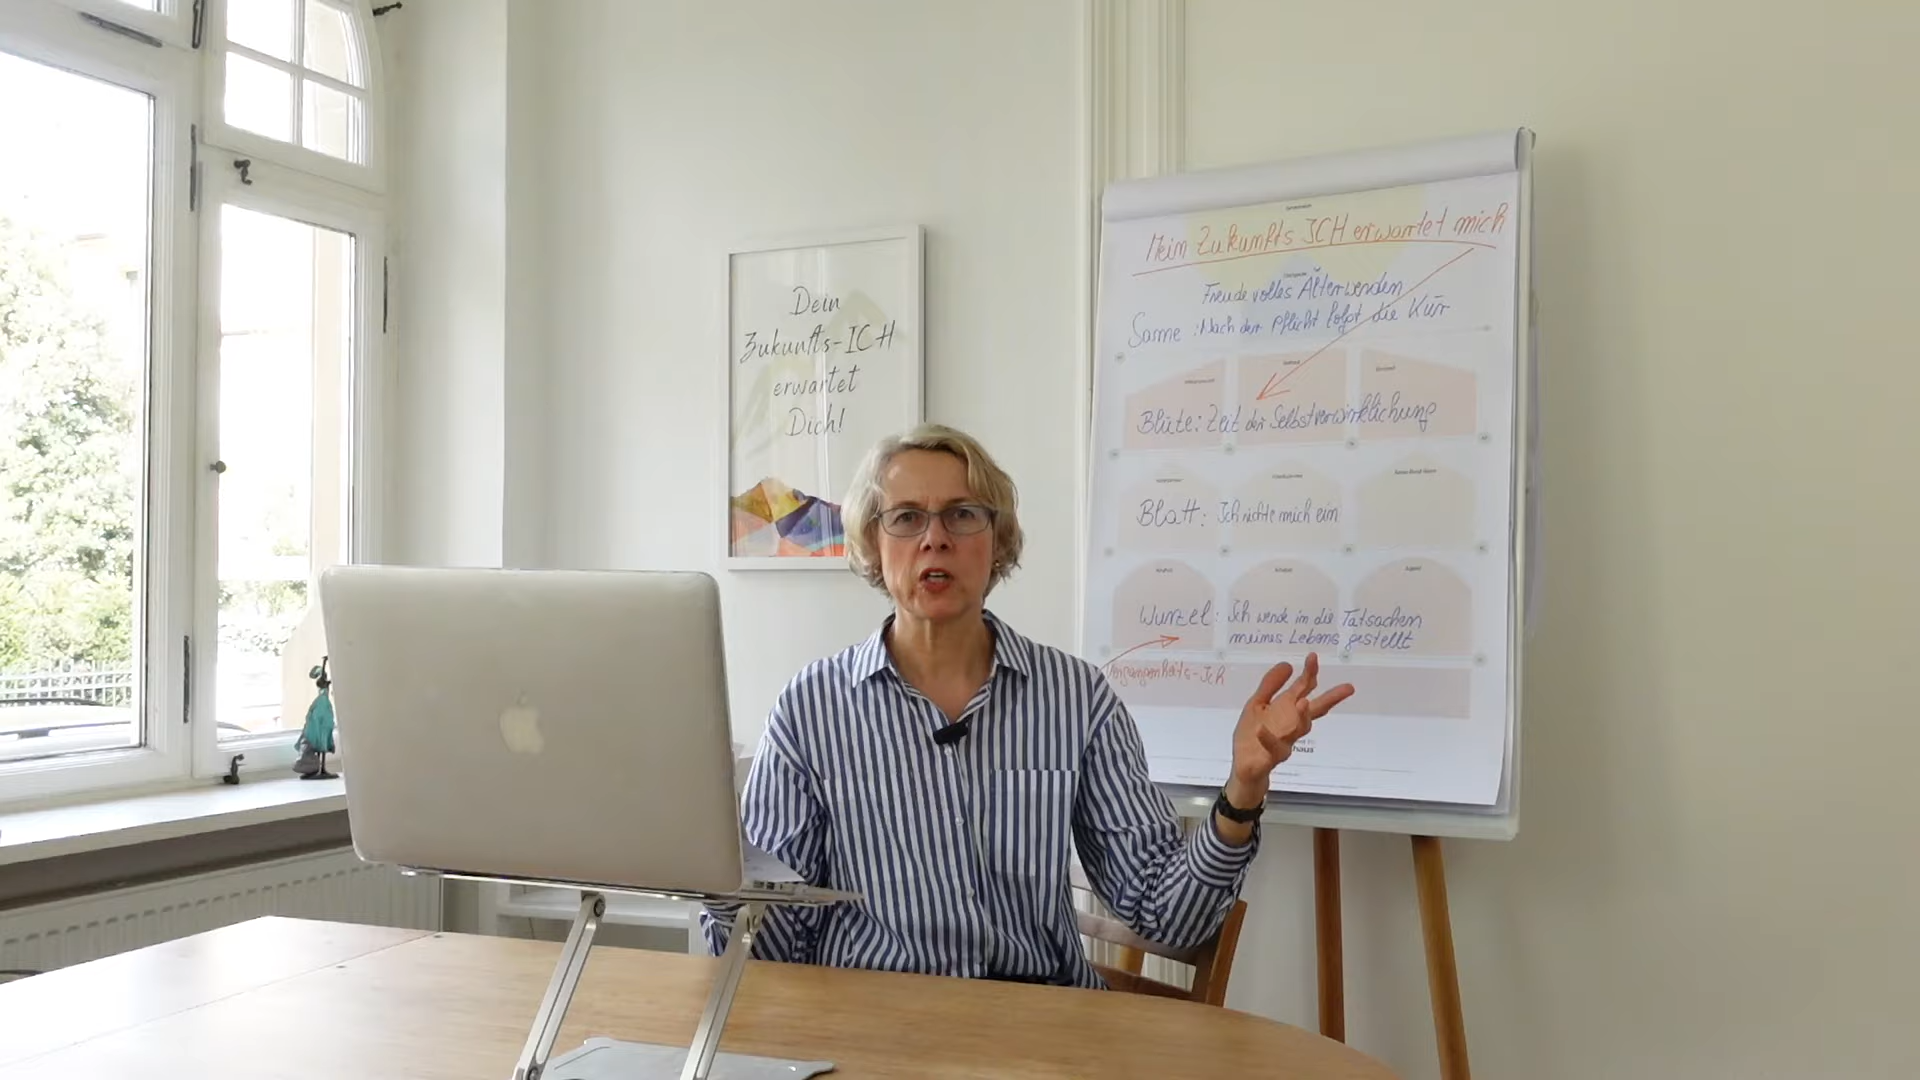 Dein
Zukunfts-ICH
erwartet
Dich!
Mein Zukunfts ICH erwartet mich
Freudevolles Älterwerden
Same: Nach der Pflicht folgt die Kür
Blüte: Zeit der Selbstverwirklichung
Blatt: Ich richte mich ein
Wurzel: Ich werde in die Tatsachen
meines Lebens gestellt
Vergangenheits-Ich
haus